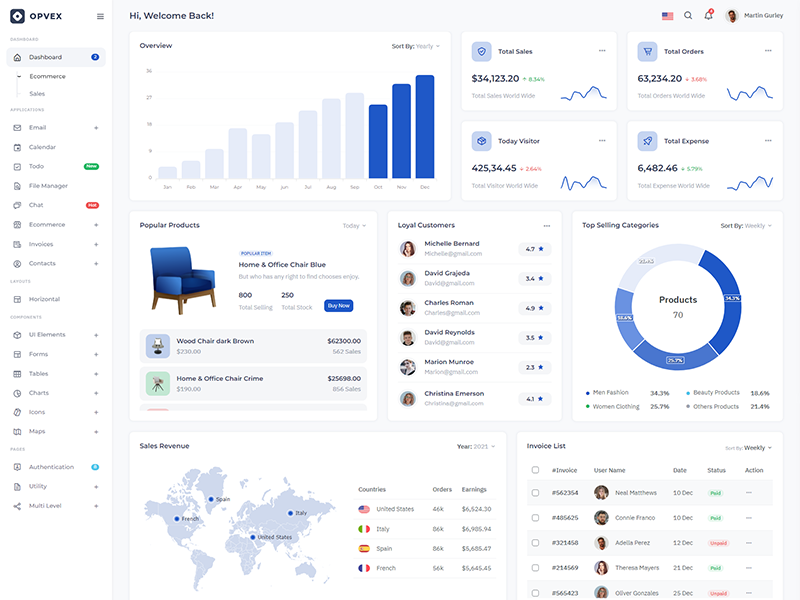 OPVEX
Hi, Welcome Back!
Martin Gurley
DASHBOARD
Dashboard
2
Ecommerce
Sales
APPLICATIONS
Email
Calendar
Todo
New
File Manager
Chat
Hot
Ecommerce
Invoices
Contacts
LAYOUTS
Horizontal
COMPONENTS
Ui Elements
Forms
Tables
Charts
Icons
Maps
PAGES
Authentication
Utility
Multi Level
Overview
Sort By: Yearly
36
27
18
9
0
Jan Feb Mar Apr May Jun Jul Aug Sep Oct Nov Dec
Total Sales
$34,123.20 ↑ 8.34%
Total Sales World Wide
Total Orders
63,234.20 ↓ 3.68%
Total Orders World Wide
Today Visitor
425,34.45 ↓ 2.64%
Total Visitor World Wide
Total Expense
6,482.46 ↑ 5.79%
Total Expense World Wide
Popular Products
Today
POPULAR ITEM
Home & Office Chair Blue
But who has any right to find chooses enjoy.
800 250
Total Selling Total Stock
Buy Now
Wood Chair dark Brown $62300.00
$230.00 562 Sales
Home & Office Chair Crime $25698.00
$190.00 856 Sales
Loyal Customers
Michelle Bernard
Michelle@gmail.com
4.7
David Grajeda
David@gmail.com
3.4
Charles Roman
Charles@gmail.com
4.9
David Reynolds
David@gmail.com
3.5
Marion Munroe
Marion@gmail.com
2.3
Christina Emerson
Christina@gmail.com
4.1
Top Selling Categories
Sort By: Weekly
21.4%
34.3%
18.6%
25.7%
Products
70
Men Fashion 34.3%
Beauty Products 18.6%
Women Clothing 25.7%
Others Products 21.4%
Sales Revenue
Year: 2021
Spain
Italy
French
United States
Countries Orders Earnings
United States 46k $6,524.30
Italy 86k $6,985.94
Spain 86k $5,685.47
French 56k $5,645.45
Invoice List
Sort By: Weekly
#Invoice User Name Date Status Action
#562354 Neal Matthews 10 Dec Paid
#485625 Connie Franco 10 Dec Paid
#321458 Adella Perez 12 Dec Unpaid
#214569 Theresa Mayers 21 Dec Paid
#565423 Oliver Gonzales 25 Dec Unpaid